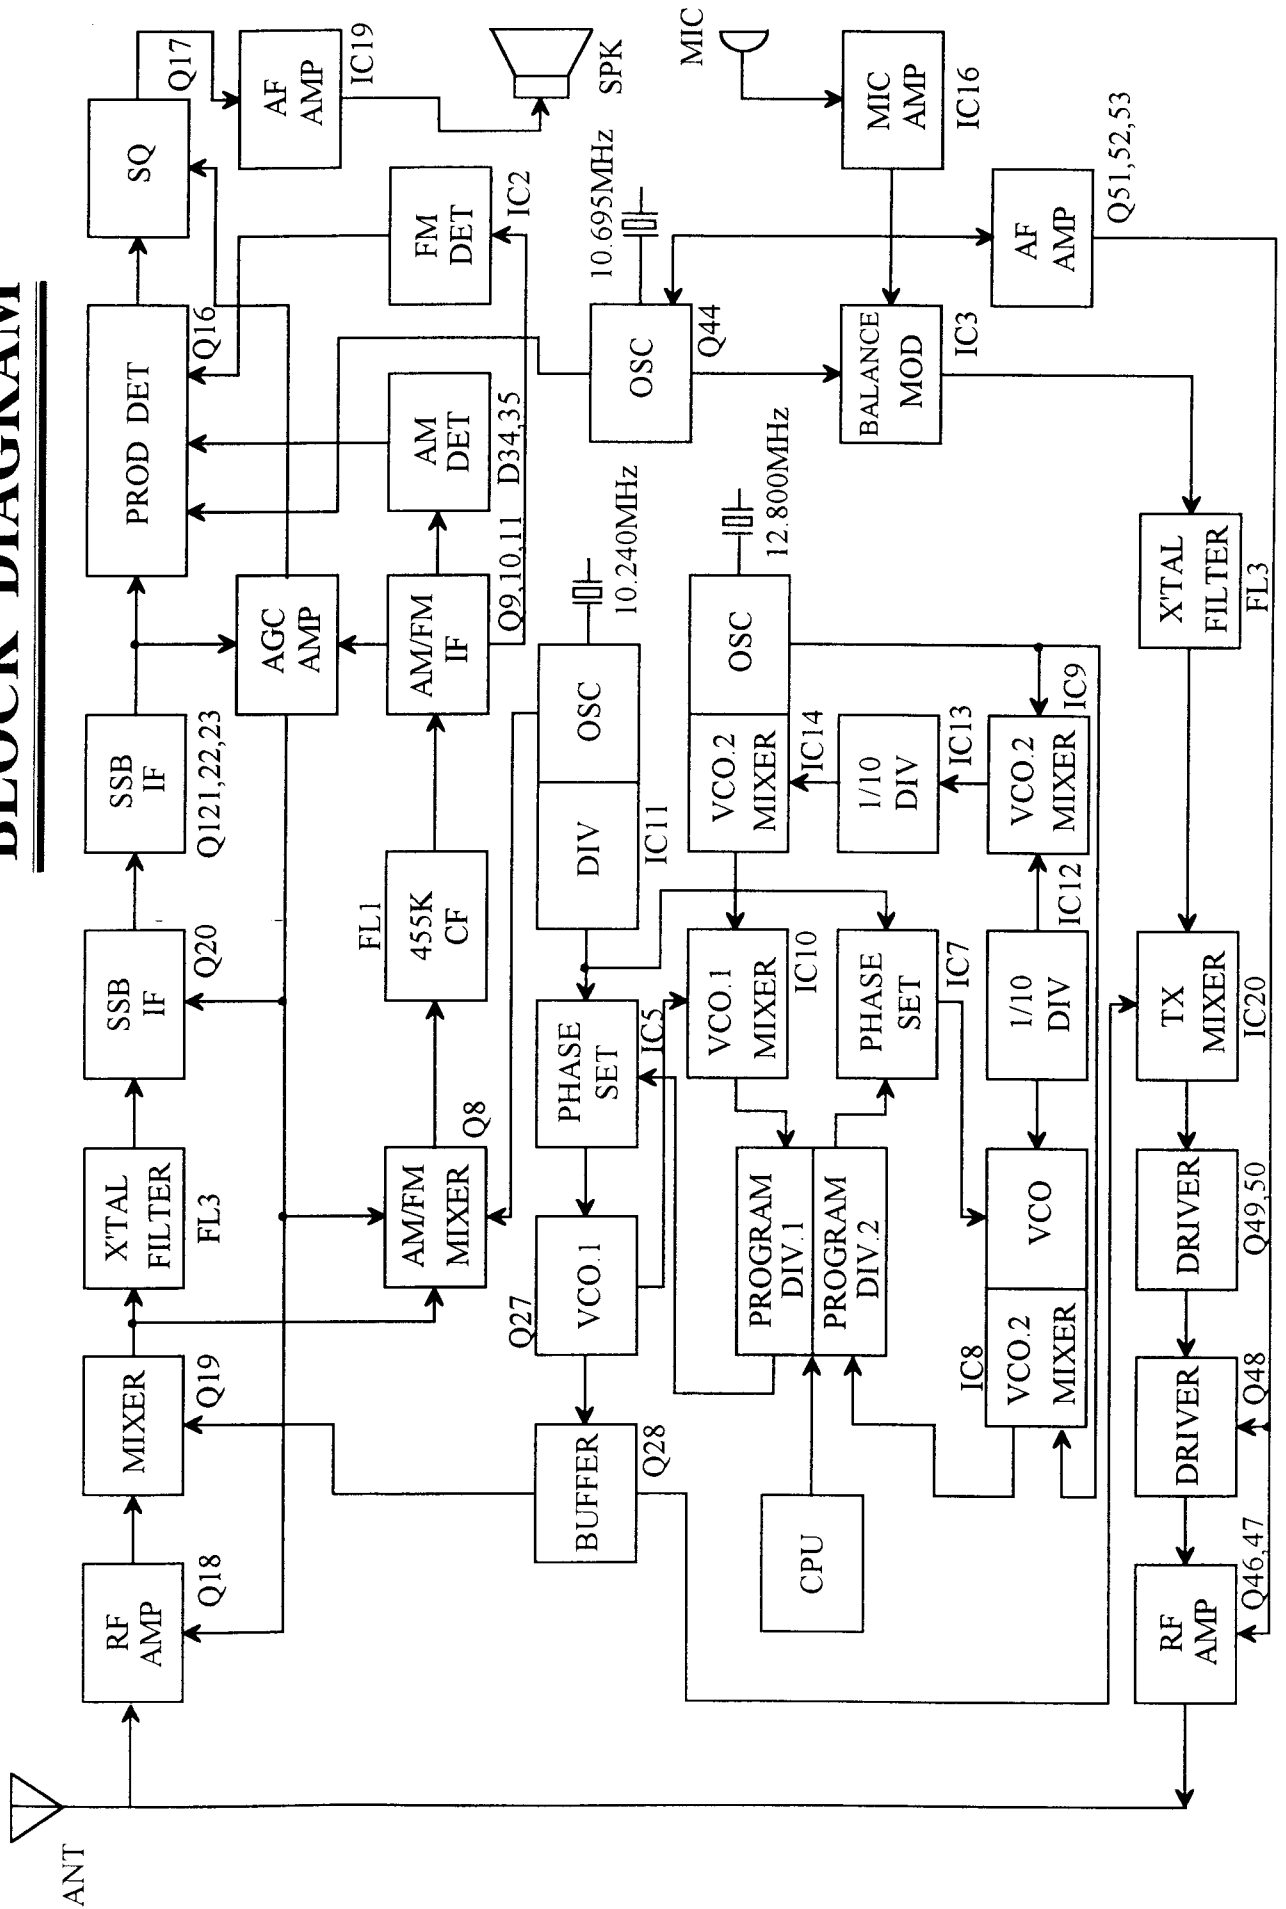 BLOCK DIAGRAM
ANT
RF
AMP
Q18
MIXER
Q19
X'TAL
FILTER
FL3
SSB
IF
Q20
SSB
IF
Q121,22,23
PROD DET
Q16
SQ
Q17
AF
AMP
IC19
SPK
AGC
AMP
AM/FM
MIXER
Q8
FL1
455K
CF
AM/FM
IF
Q9,10,11
AM
DET
D34,35
FM
DET
IC2
BUFFER
Q28
Q27
VCO.1
PHASE
SET
IC5
DIV
OSC
IC11
10.240MHz
OSC
Q44
10.695MHz
MIC
MIC
AMP
IC16
CPU
PROGRAM
DIV.1
PROGRAM
DIV.2
VCO.1
MIXER
IC10
VCO.2
MIXER
OSC
IC14
12.800MHz
PHASE
SET
IC7
1/10
DIV
IC13
BALANCE
MOD
IC3
IC8
VCO.2
MIXER
VCO
1/10
DIV
IC12
VCO.2
MIXER
IC9
AF
AMP
Q51,52,53
RF
AMP
Q46,47
DRIVER
Q48
DRIVER
Q49,50
TX
MIXER
IC20
X'TAL
FILTER
FL3